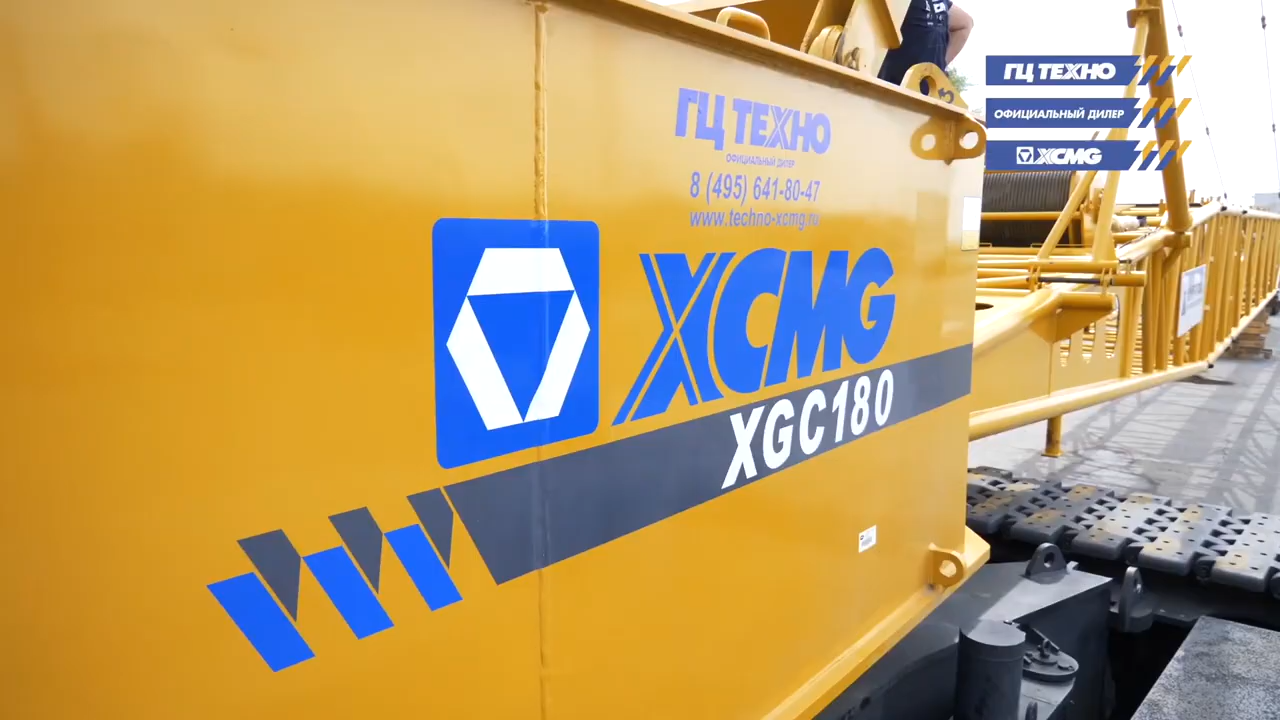 ГЦ ТЕХНО
ОФИЦИАЛЬНЫЙ ДИЛЕР
8 (495) 641-80-47
www.techno-xcmg.ru
XCMG
XGC180
ГЦ ТЕХНО
ОФИЦИАЛЬНЫЙ ДИЛЕР
XCMG